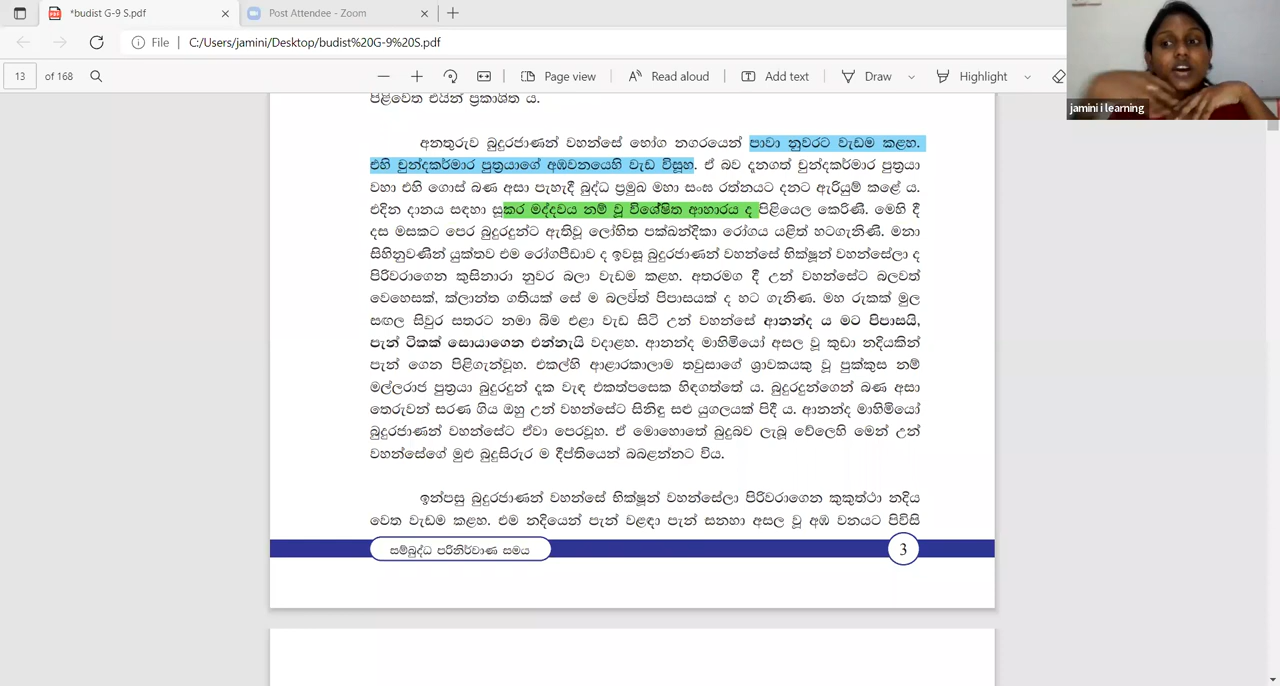 *budist G-9 S.pdf
Post Attendee - Zoom
File
C:/Users/jamini/Desktop/budist%20G-9%20S.pdf
13 of 168
Page view
Read aloud
Add text
Draw
Highlight
jamini i learning
පිළිවෙත එයින් ප්‍රකාශිත ය.
අනතුරුව බුදුරජාණන් වහන්සේ භෝග නගරයෙන් පාවා නුවරට වැඩම කළහ.
එහි චුන්දකර්මාර පුත්‍රයාගේ අඹවනයෙහි වැඩ විසූහ. ඒ බව දැනගත් චුන්දකර්මාර පුත්‍රයා
වහා එහි ගොස් බණ අසා පැහැදී බුද්ධ ප්‍රමුඛ මහා සංඝ රත්නයට දානට ඇරියුම් කළේ ය.
එදින දානය සඳහා සූකර මද්දවය නම් වූ විශේෂිත ආහාරය ද පිළියෙල කෙරිණි. මෙහි දී
දස මසකට පෙර බුදුරදුන්ට ඇතිවූ ලෝහිත පක්ඛන්දිකා රෝගය යළිත් හටගැනිණි. මනා
සිහිනුවණින් යුක්තව එම රෝගපීඩාව ද ඉවසූ බුදුරජාණන් වහන්සේ භික්ෂූන් වහන්සේලා ද
පිරිවරාගෙන කුසිනාරා නුවර බලා වැඩම කළහ. අතරමග දී උන් වහන්සේට බලවත්
වෙහෙසක්, ක්ලාන්ත ගතියක් සේ ම බලවත් පිපාසයක් ද හට ගැනිණ. මහ රුකක් මුල
සඟල සිවුර සතරට නමා බිම එළා වැඩ සිටි උන් වහන්සේ ආනන්ද ය මට පිපාසයි,
පැන් ටිකක් සොයාගෙන එන්නැයි වදාළහ. ආනන්ද මාහිමියෝ අසල වූ කුඩා නදියකින්
පැන් ගෙන පිළිගැන්වූහ. එකල්හි ආළාරකාලාම තවුසාගේ ශ්‍රාවකයකු වූ පුක්කුස නම්
මල්ලරාජ පුත්‍රයා බුදුරදුන් දැක වැඳ එකත්පසෙක හිඳගත්තේ ය. බුදුරදුන්ගෙන් බණ අසා
තෙරුවන් සරණ ගිය ඔහු උන් වහන්සේට සිනිඳු සළු යුගලයක් පිදී ය. ආනන්ද මාහිමියෝ
බුදුරජාණන් වහන්සේට ඒවා පෙරවූහ. ඒ මොහොතේ බුදුබව ලැබූ වේලෙහි මෙන් උන්
වහන්සේගේ මුළු බුදුසිරුර ම දීප්තියෙන් බබළන්නට විය.
ඉන්පසු බුදුරජාණන් වහන්සේ භික්ෂූන් වහන්සේලා පිරිවරාගෙන කුකුත්ථා නදිය
වෙත වැඩම කළහ. එම නදියෙන් පැන් වළඳා පැන් සනහා අසල වූ අඹ වනයට පිවිසි
සම්බුද්ධ පරිනිර්වාණ සමය
3